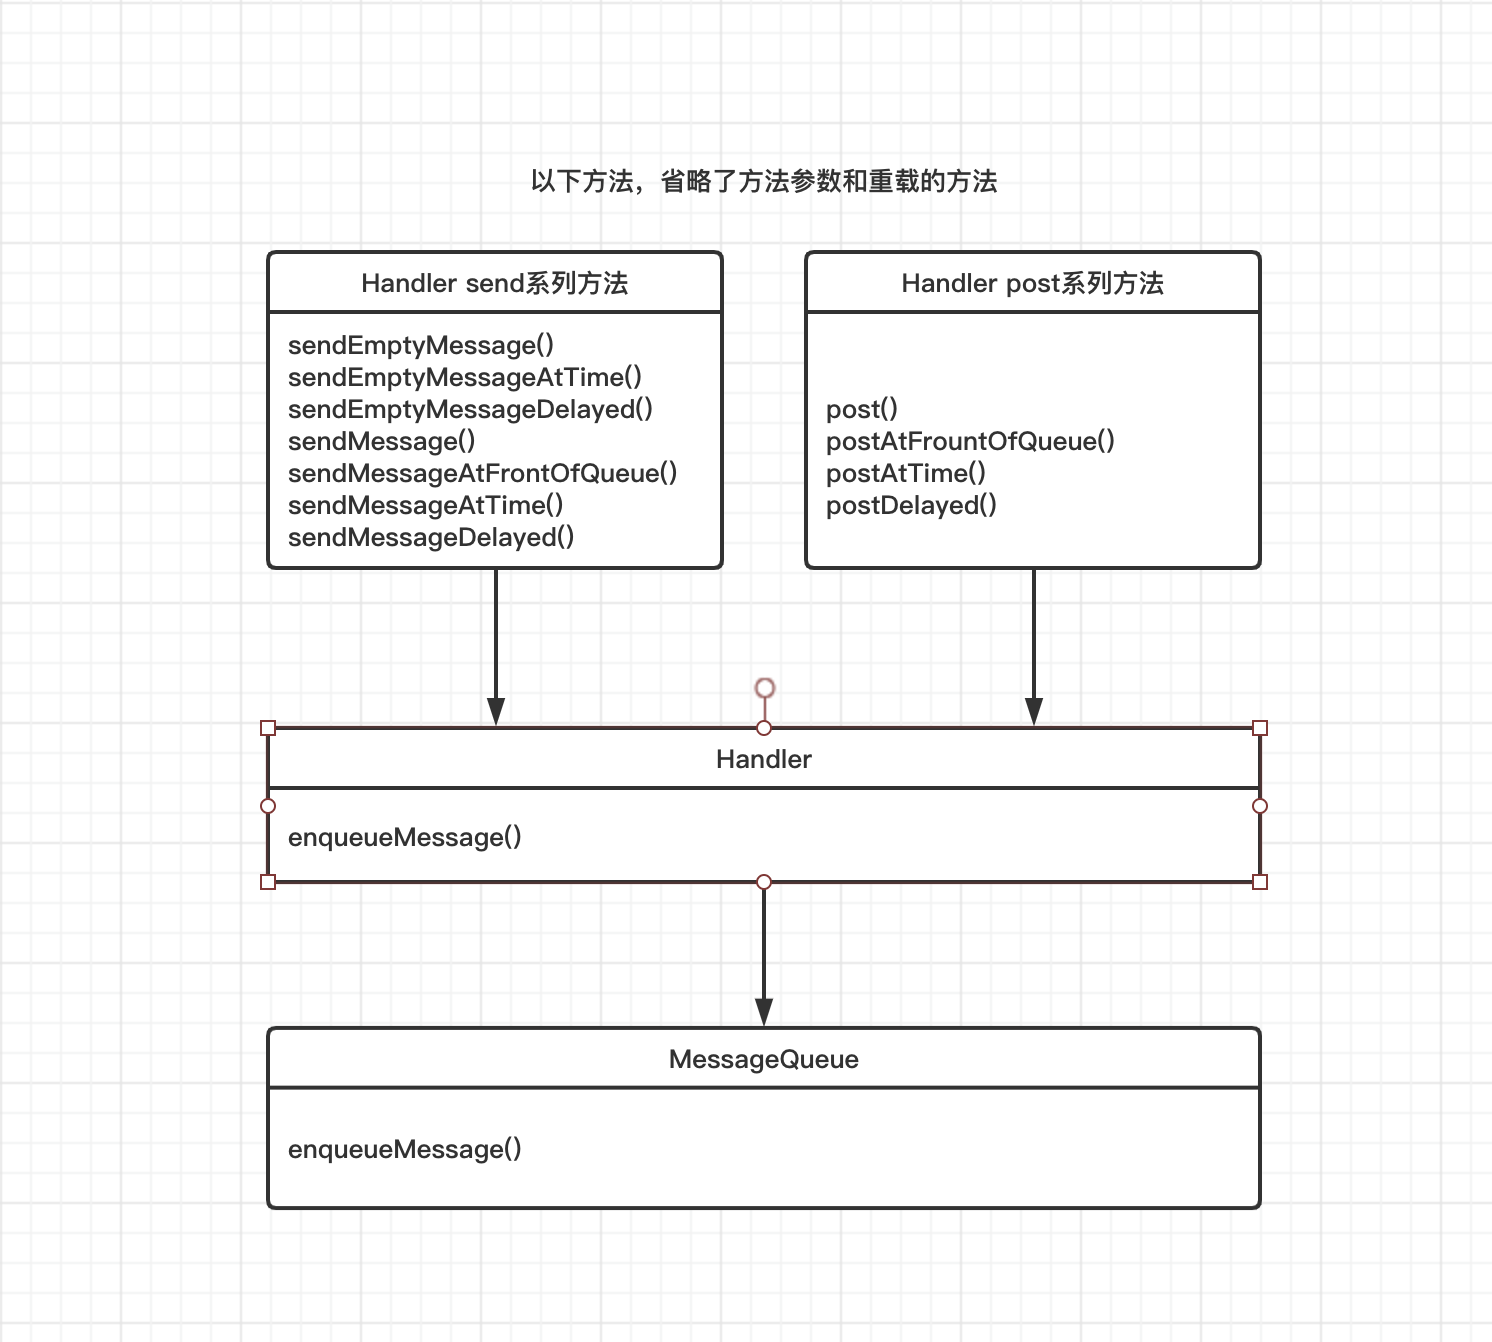 以下方法，省略了方法参数和重载的方法
Handler send系列方法
sendEmptyMessage()
sendEmptyMessageAtTime()
sendEmptyMessageDelayed()
sendMessage()
sendMessageAtFrontOfQueue()
sendMessageAtTime()
sendMessageDelayed()
Handler post系列方法
post()
postAtFrountOfQueue()
postAtTime()
postDelayed()
Handler
enqueueMessage()
MessageQueue
enqueueMessage()